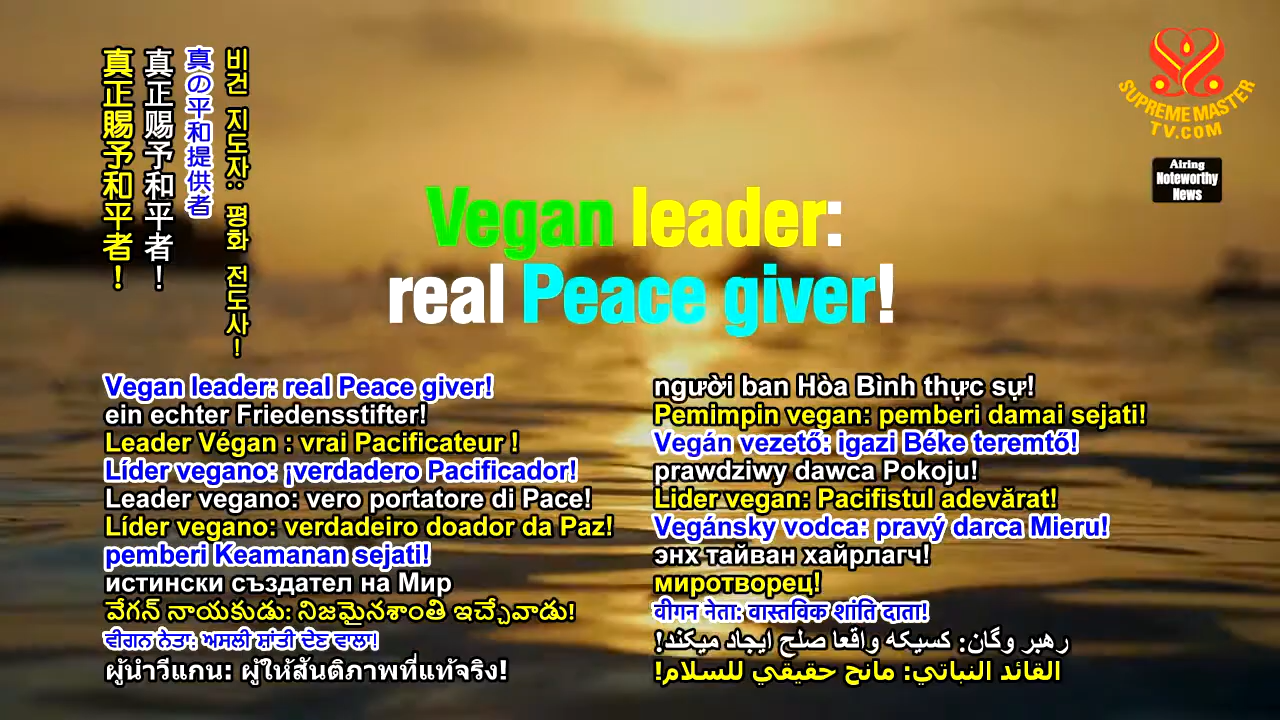 真正賜予和平者！
真正赐予和平者！
真の平和提供者
비건 지도자: 평화 전도사!
SUPREME MASTER
TV.COM
Airing
Noteworthy
News
Vegan leader:
real Peace giver!
Vegan leader: real Peace giver!
ein echter Friedensstifter!
Leader Végan : vrai Pacificateur !
Líder vegano: ¡verdadero Pacificador!
Leader vegano: vero portatore di Pace!
Líder vegano: verdadeiro doador da Paz!
pemberi Keamanan sejati!
истински създател на Мир
వేగన్ నాయకుడు: నిజమైనశాంతి ఇచ్చేవాడు!
ਵੀਗਨ ਨੇਤਾ: ਅਸਲੀ ਸ਼ਾਂਤੀ ਦੇਣ ਵਾਲਾ!
ผู้นำวีแกน: ผู้ให้สันติภาพที่แท้จริง!
người ban Hòa Bình thực sự!
Pemimpin vegan: pemberi damai sejati!
Vegán vezető: igazi Béke teremtő!
prawdziwy dawca Pokoju!
Lider vegan: Pacifistul adevărat!
Vegánsky vodca: pravý darca Mieru!
энх тайван хайрлагч!
миротворец!
वीगन नेता: वास्तविक शांति दाता!
رهبر وگان: کسیکه واقعا صلح ایجاد میکند!
القائد النباتي: مانح حقيقي للسلام!